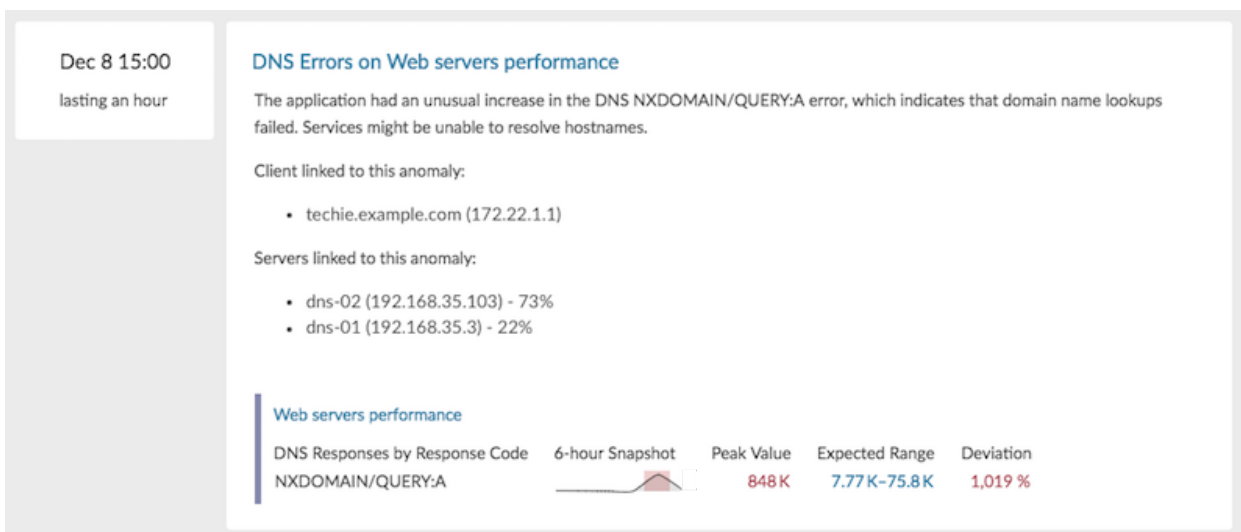 Dec 8 15:00
lasting an hour
DNS Errors on Web servers performance
The application had an unusual increase in the DNS NXDOMAIN/QUERY:A error, which indicates that domain name lookups
failed. Services might be unable to resolve hostnames.
Client linked to this anomaly:
• techie.example.com (172.22.1.1)
Servers linked to this anomaly:
• dns-02 (192.168.35.103) - 73%
• dns-01 (192.168.35.3) - 22%
Web servers performance
DNS Responses by Response Code 6-hour Snapshot Peak Value Expected Range Deviation
NXDOMAIN/QUERY:A 848 K 7.77 K–75.8 K 1,019 %